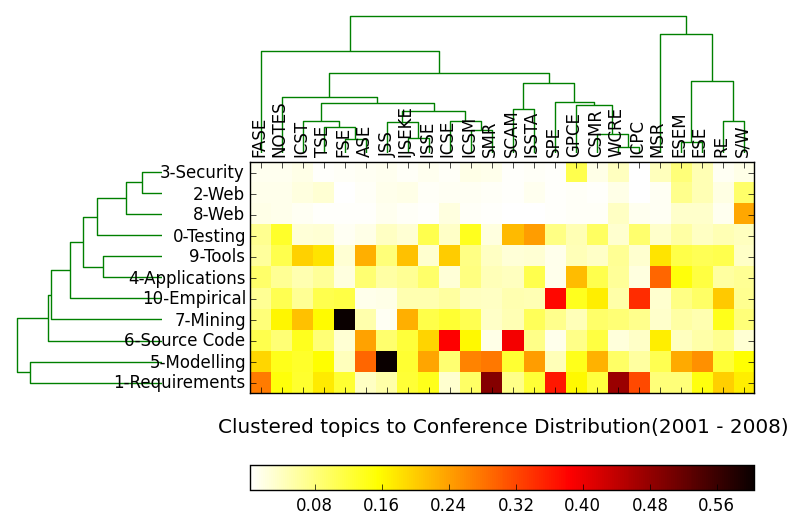 FASE NOTES ICST TSE FSE ASE JSS IJSEKE ISSE ICSE ICSM SMR SCAM ISSTA SPE GPCE CSMR WCRE ICPC MSR ESEM ESE RE S/W
3-Security
2-Web
8-Web
0-Testing
9-Tools
4-Applications
10-Empirical
7-Mining
6-Source Code
5-Modelling
1-Requirements
Clustered topics to Conference Distribution(2001 - 2008)
0.08 0.16 0.24 0.32 0.40 0.48 0.56